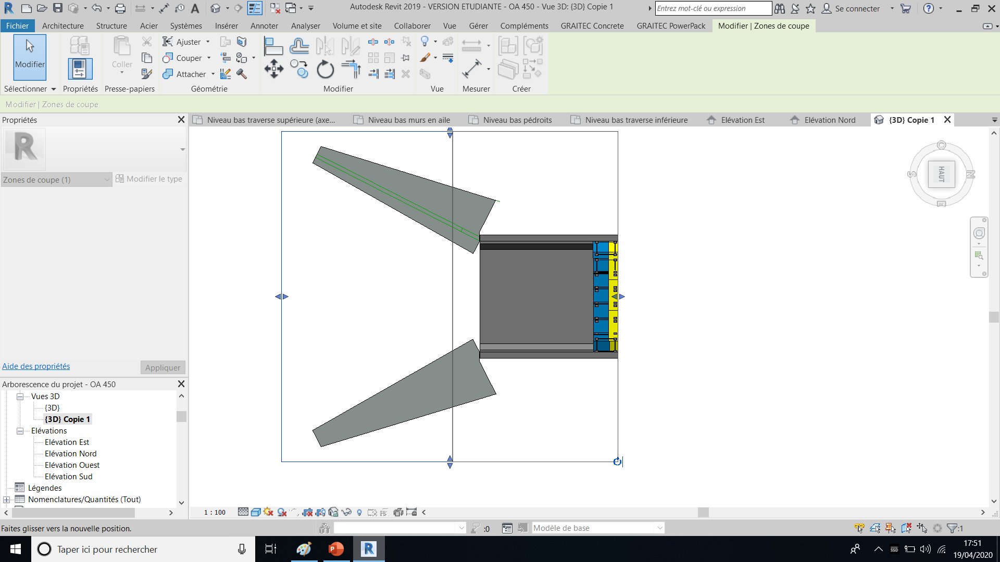 Autodesk Revit 2019 - VERSION ETUDIANTE - OA 450 - Vue 3D: {3D} Copie 1
Entrez mot-clé ou expression
Se connecter
Fichier Architecture Structure Acier Systèmes Insérer Annoter Analyser Volume et site Collaborer Vue Gérer Compléments GRAITEC Concrete GRAITEC PowerPack Modifier | Zones de coupe
Modifier
Coller
Ajuster
Couper
Attacher
Sélectionner Propriétés Presse-papiers Géométrie Modifier Vue Mesurer Créer
Modifier | Zones de coupe
Propriétés
Niveau bas traverse supérieure (axe... Niveau bas murs en aile Niveau bas pédroits Niveau bas traverse inférieure Elévation Est Elévation Nord {3D} Copie 1
Zones de coupe (1)
Modifier le type
HAUT
Aide des propriétés
Appliquer
Arborescence du projet - OA 450
Vues 3D
{3D}
{3D} Copie 1
Elévations
Elévation Est
Elévation Nord
Elévation Ouest
Elévation Sud
Légendes
Nomenclatures/Quantités (Tout)
1 : 100
Faites glisser vers la nouvelle position.
:0
Modèle de base
:1
Taper ici pour rechercher
17:51
19/04/2020